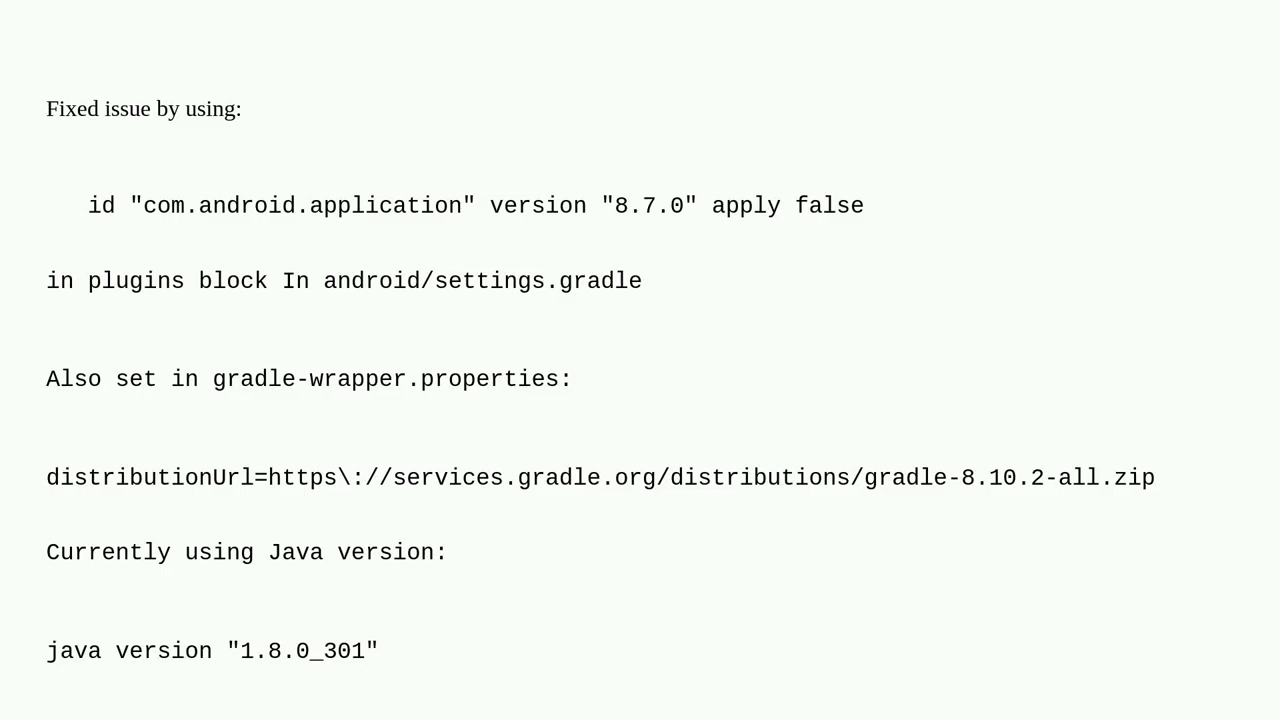 Fixed issue by using:
id "com.android.application" version "8.7.0" apply false
in plugins block In android/settings.gradle
Also set in gradle-wrapper.properties:
distributionUrl=https\://services.gradle.org/distributions/gradle-8.10.2-all.zip
Currently using Java version:
java version "1.8.0_301"